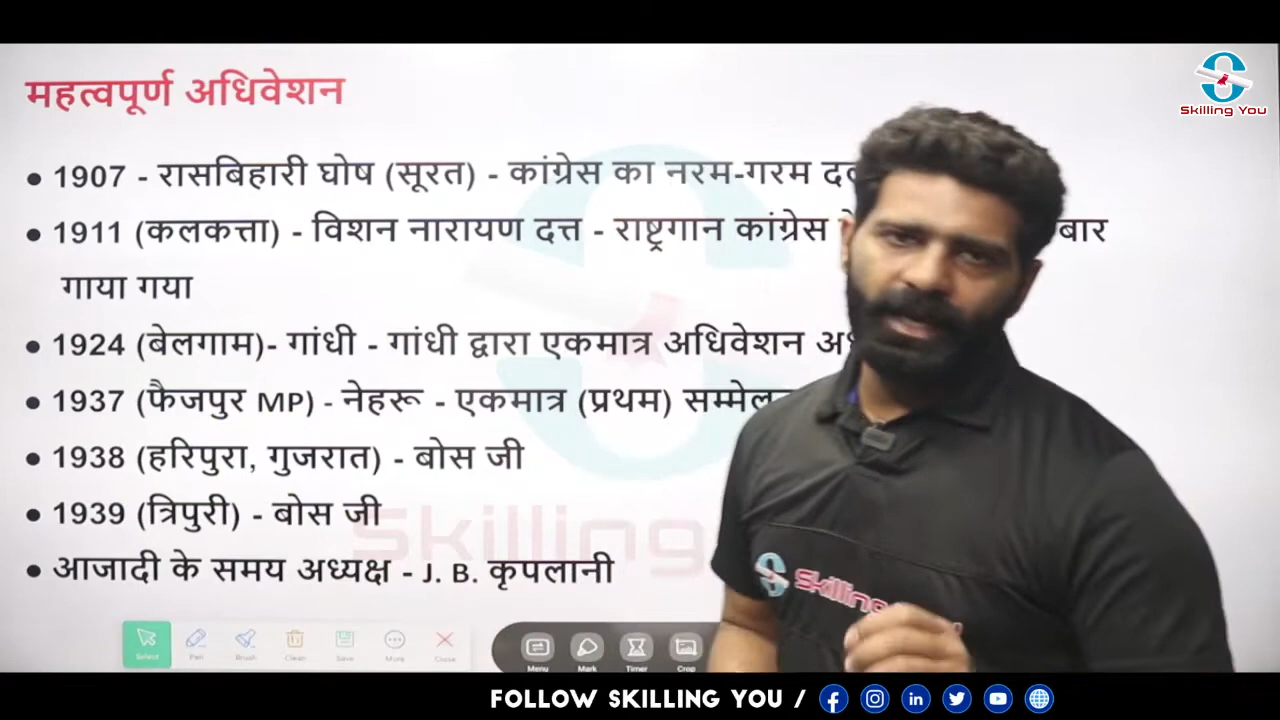 महत्वपूर्ण अधिवेशन
Skilling You
• 1907 - रासबिहारी घोष (सूरत) - कांग्रेस का नरम-गरम
• 1911 (कलकत्ता) - विशन नारायण दत्त - राष्ट्रगान कांग्रेस बार
गाया गया
• 1924 (बेलगाम)- गांधी - गांधी द्वारा एकमात्र अधिवेशन
• 1937 (फैजपुर MP) - नेहरू - एकमात्र (प्रथम)
• 1938 (हरिपुरा, गुजरात) - बोस जी
• 1939 (त्रिपुरी) - बोस जी
Skilling
• आजादी के समय अध्यक्ष - J. B. कृपलानी
Skilling
Select Pen Brush Clean Save More Close
Menu Mark Timer Crop
FOLLOW SKILLING YOU /